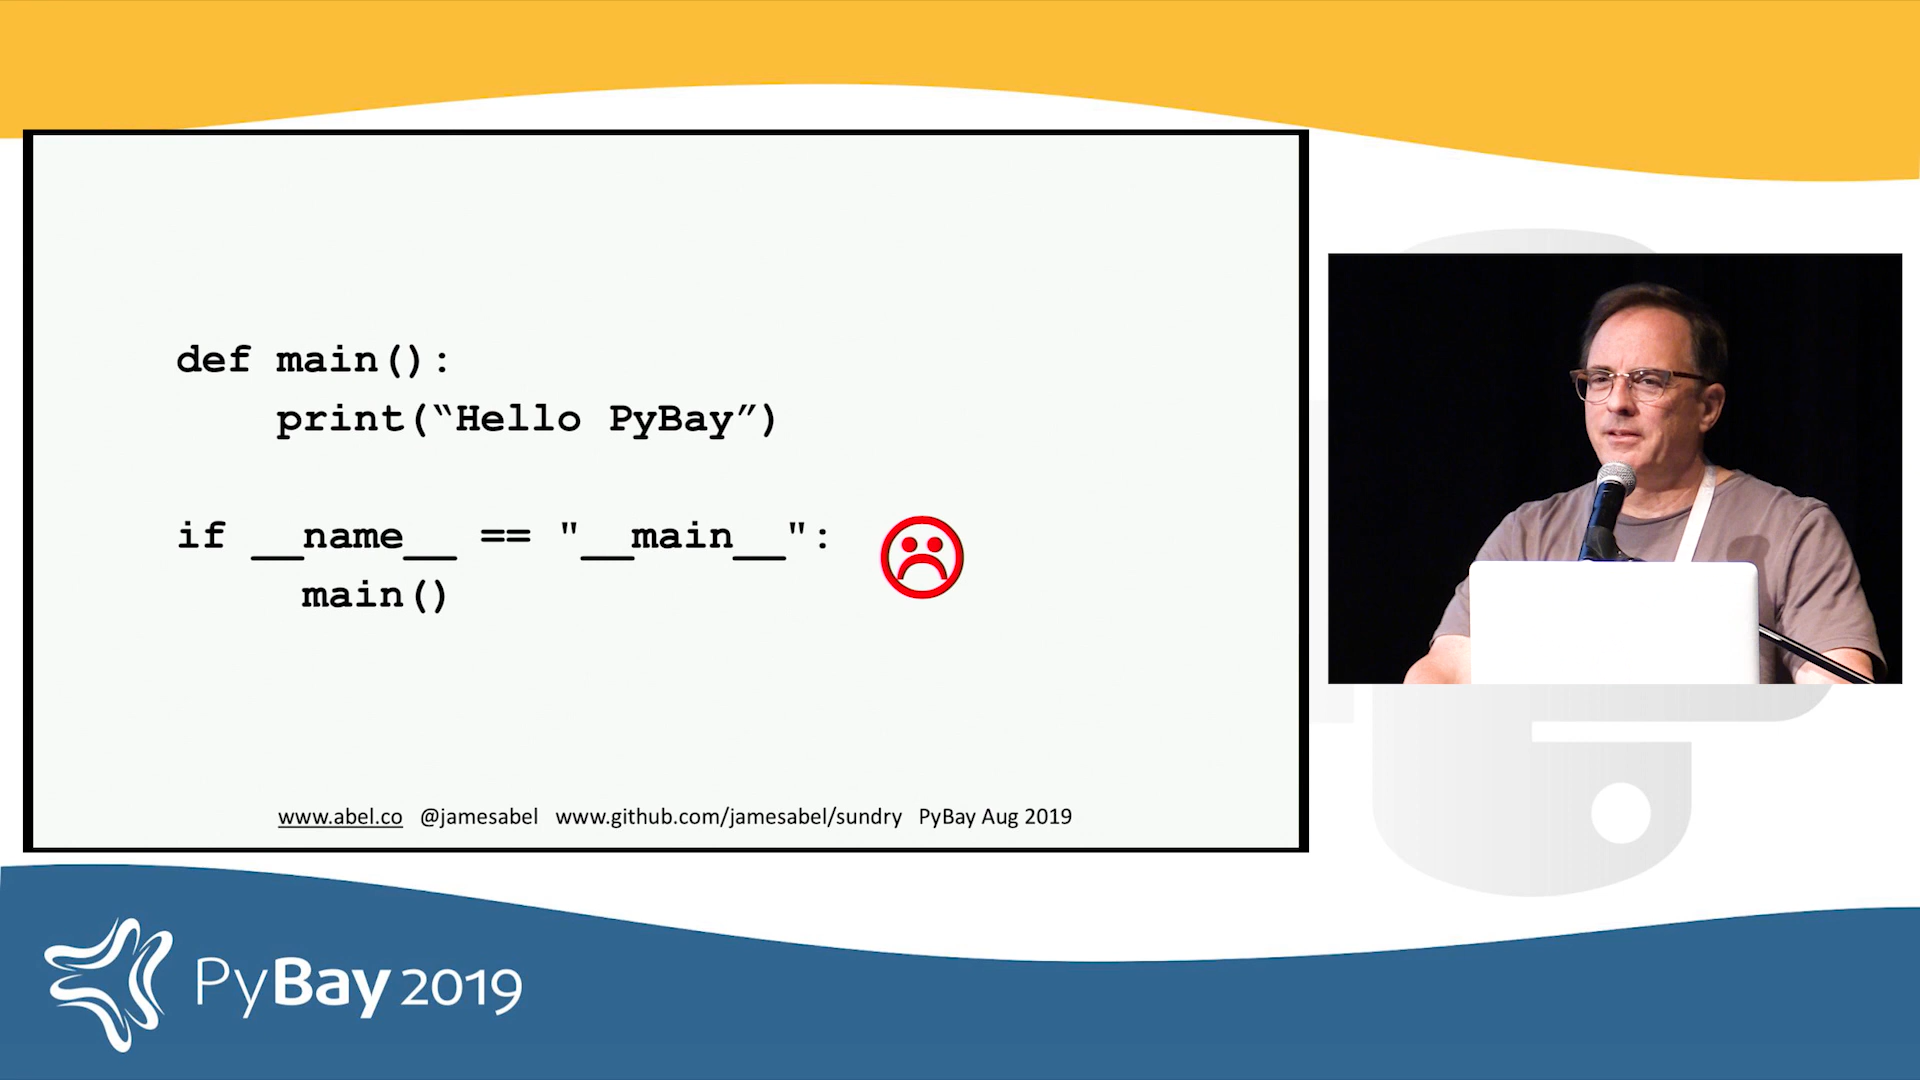 def main():
    print(“Hello PyBay”)
if __name__ == "__main__":
     main()
www.abel.co @jamesabel www.github.com/jamesabel/sundry PyBay Aug 2019
PyBay 2019